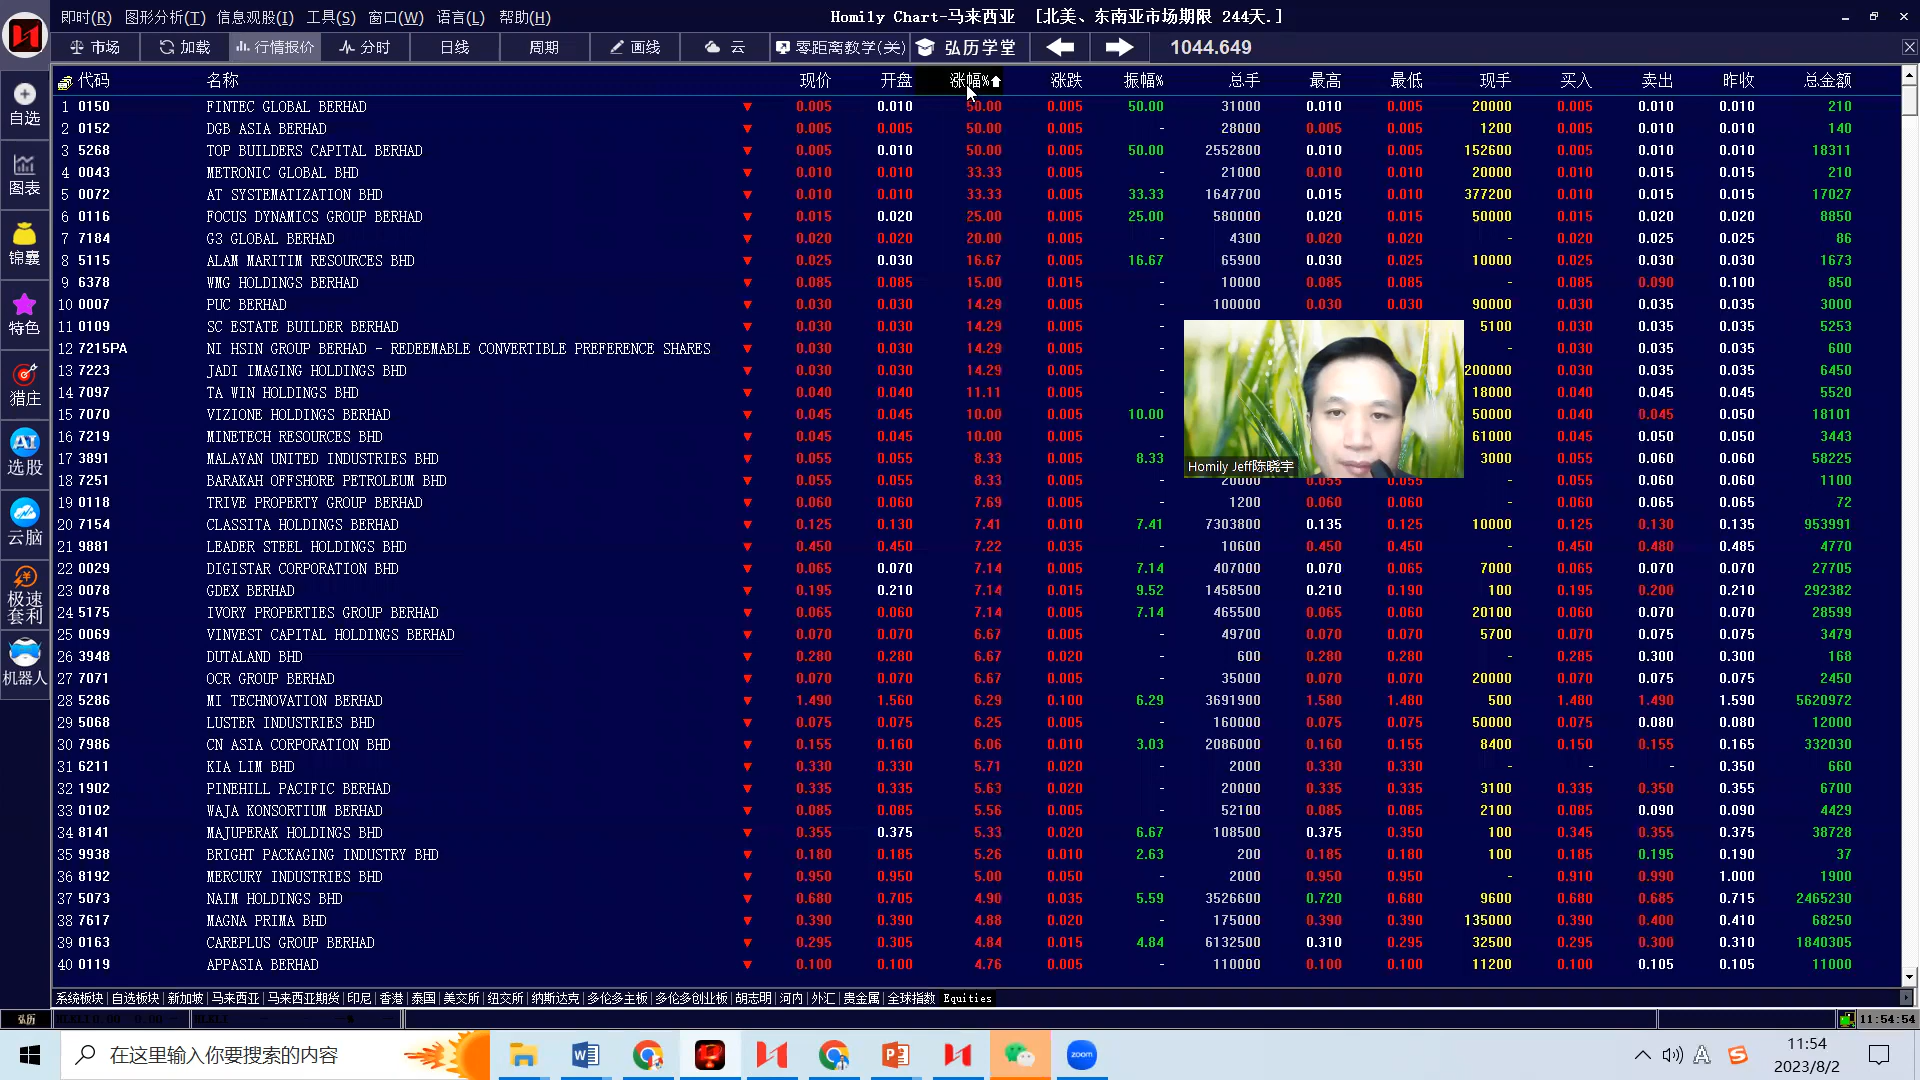 即时(R) 图形分析(T) 信息观股(I) 工具(S) 窗口(W) 语言(L) 帮助(H) Homily Chart-马来西亚 [北美、东南亚市场期限 244天.]
市场 加载 行情报价 分时 日线 周期 画线 云 零距离教学(关) 弘历学堂 1044.649
代码 名称 现价 开盘 涨幅% 涨跌 振幅% 总手 最高 最低 现手 买入 卖出 昨收 总金额
1 0150 FINTEC GLOBAL BERHAD 0.005 0.010 50.00 0.005 50.00 31000 0.010 0.005 20000 0.005 0.010 0.010 210
2 0152 DGB ASIA BERHAD 0.005 0.005 50.00 0.005 - 28000 0.005 0.005 1200 0.005 0.010 0.010 140
3 5268 TOP BUILDERS CAPITAL BERHAD 0.005 0.010 50.00 0.005 50.00 2552800 0.010 0.005 152600 0.005 0.010 0.010 18311
4 0043 METRONIC GLOBAL BHD 0.010 0.010 33.33 0.005 - 21000 0.010 0.010 20000 0.010 0.015 0.015 210
5 0072 AT SYSTEMATIZATION BHD 0.010 0.010 33.33 0.005 33.33 1647700 0.015 0.010 377200 0.010 0.015 0.015 17027
6 0116 FOCUS DYNAMICS GROUP BERHAD 0.015 0.020 25.00 0.005 25.00 580000 0.020 0.015 50000 0.015 0.020 0.020 8850
7 7184 G3 GLOBAL BERHAD 0.020 0.020 20.00 0.005 - 4300 0.020 0.020 - 0.020 0.025 0.025 86
8 5115 ALAM MARITIM RESOURCES BHD 0.025 0.030 16.67 0.005 16.67 65900 0.030 0.025 10000 0.025 0.030 0.030 1673
9 6378 WMG HOLDINGS BERHAD 0.085 0.085 15.00 0.015 - 10000 0.085 0.085 - 0.085 0.090 0.100 850
10 0007 PUC BERHAD 0.030 0.030 14.29 0.005 - 100000 0.030 0.030 90000 0.030 0.035 0.035 3000
11 0109 SC ESTATE BUILDER BERHAD 0.030 0.030 14.29 0.005 - 5100 0.030 0.035 0.035 5253
12 7215PA NI HSIN GROUP BERHAD - REDEEMABLE CONVERTIBLE PREFERENCE SHARES 0.030 0.030 14.29 0.005 - - 0.030 0.035 0.035 600
13 7223 JADI IMAGING HOLDINGS BHD 0.030 0.030 14.29 0.005 - 200000 0.030 0.035 0.035 6450
14 7097 TA WIN HOLDINGS BHD 0.040 0.040 11.11 0.005 - 18000 0.040 0.045 0.045 5520
15 7070 VIZIONE HOLDINGS BERHAD 0.045 0.045 10.00 0.005 10.00 50000 0.040 0.045 0.050 18101
16 7219 MINETECH RESOURCES BHD 0.045 0.045 10.00 0.005 - 61000 0.045 0.050 0.050 3443
17 3891 MALAYAN UNITED INDUSTRIES BHD 0.055 0.055 8.33 0.005 8.33 3000 0.055 0.060 0.060 58225
Homily Jeff陈晓宇
18 7251 BARAKAH OFFSHORE PETROLEUM BHD 0.055 0.055 8.33 0.005 - 20000 0.055 0.055 - 0.055 0.060 0.060 1100
19 0118 TRIVE PROPERTY GROUP BERHAD 0.060 0.060 7.69 0.005 - 1200 0.060 0.060 - 0.060 0.065 0.065 72
20 7154 CLASSITA HOLDINGS BERHAD 0.125 0.130 7.41 0.010 7.41 7303800 0.135 0.125 10000 0.125 0.130 0.135 953991
21 9881 LEADER STEEL HOLDINGS BHD 0.450 0.450 7.22 0.035 - 10600 0.450 0.450 - 0.450 0.480 0.485 4770
22 0029 DIGISTAR CORPORATION BHD 0.065 0.070 7.14 0.005 7.14 407000 0.070 0.065 7000 0.065 0.070 0.070 27705
23 0078 GDEX BERHAD 0.195 0.210 7.14 0.015 9.52 1458500 0.210 0.190 100 0.195 0.200 0.210 292382
24 5175 IVORY PROPERTIES GROUP BERHAD 0.065 0.060 7.14 0.005 7.14 465500 0.065 0.060 20100 0.060 0.070 0.070 28599
25 0069 VINVEST CAPITAL HOLDINGS BERHAD 0.070 0.070 6.67 0.005 - 49700 0.070 0.070 5700 0.070 0.075 0.075 3479
26 3948 DUTALAND BHD 0.280 0.280 6.67 0.020 - 600 0.280 0.280 - 0.285 0.300 0.300 168
27 7071 OCR GROUP BERHAD 0.070 0.070 6.67 0.005 - 35000 0.070 0.070 20000 0.070 0.075 0.075 2450
28 5286 MI TECHNOVATION BERHAD 1.490 1.560 6.29 0.100 6.29 3691900 1.580 1.480 500 1.480 1.490 1.590 5620972
29 5068 LUSTER INDUSTRIES BHD 0.075 0.075 6.25 0.005 - 160000 0.075 0.075 50000 0.075 0.080 0.080 12000
30 7986 CN ASIA CORPORATION BHD 0.155 0.160 6.06 0.010 3.03 2086000 0.160 0.155 8400 0.150 0.155 0.165 332030
31 6211 KIA LIM BHD 0.330 0.330 5.71 0.020 - 2000 0.330 0.330 - - - 0.350 660
32 1902 PINEHILL PACIFIC BERHAD 0.335 0.335 5.63 0.020 - 20000 0.335 0.335 3100 0.335 0.350 0.355 6700
33 0102 WAJA KONSORTIUM BERHAD 0.085 0.085 5.56 0.005 - 52100 0.085 0.085 2100 0.085 0.090 0.090 4429
34 8141 MAJUPERAK HOLDINGS BHD 0.355 0.375 5.33 0.020 6.67 108500 0.375 0.350 100 0.345 0.355 0.375 38728
35 9938 BRIGHT PACKAGING INDUSTRY BHD 0.180 0.185 5.26 0.010 2.63 200 0.185 0.180 100 0.185 0.195 0.190 37
36 8192 MERCURY INDUSTRIES BHD 0.950 0.950 5.00 0.050 - 2000 0.950 0.950 - 0.910 0.990 1.000 1900
37 5073 NAIM HOLDINGS BHD 0.680 0.705 4.90 0.035 5.59 3526600 0.720 0.680 9600 0.680 0.685 0.715 2465230
38 7617 MAGNA PRIMA BHD 0.390 0.390 4.88 0.020 - 175000 0.390 0.390 135000 0.390 0.400 0.410 68250
39 0163 CAREPLUS GROUP BERHAD 0.295 0.305 4.84 0.015 4.84 6132500 0.310 0.295 32500 0.295 0.300 0.310 1840305
40 0119 APPASIA BERHAD 0.100 0.100 4.76 0.005 - 110000 0.100 0.100 11200 0.100 0.105 0.105 11000
自选
图表
锦囊
特色
猎庄
AI
选股
云脑
极速
套利
机器人
系统板块 自选板块 新加坡 马来西亚 马来西亚期货 印尼 香港 泰国 美交所 纽交所 纳斯达克 多伦多主板 多伦多创业板 胡志明 河内 外汇 贵金属 全球指数 Equities
弘历 11:54:54
在这里输入你要搜索的内容 zoom 11:54
2023/8/2